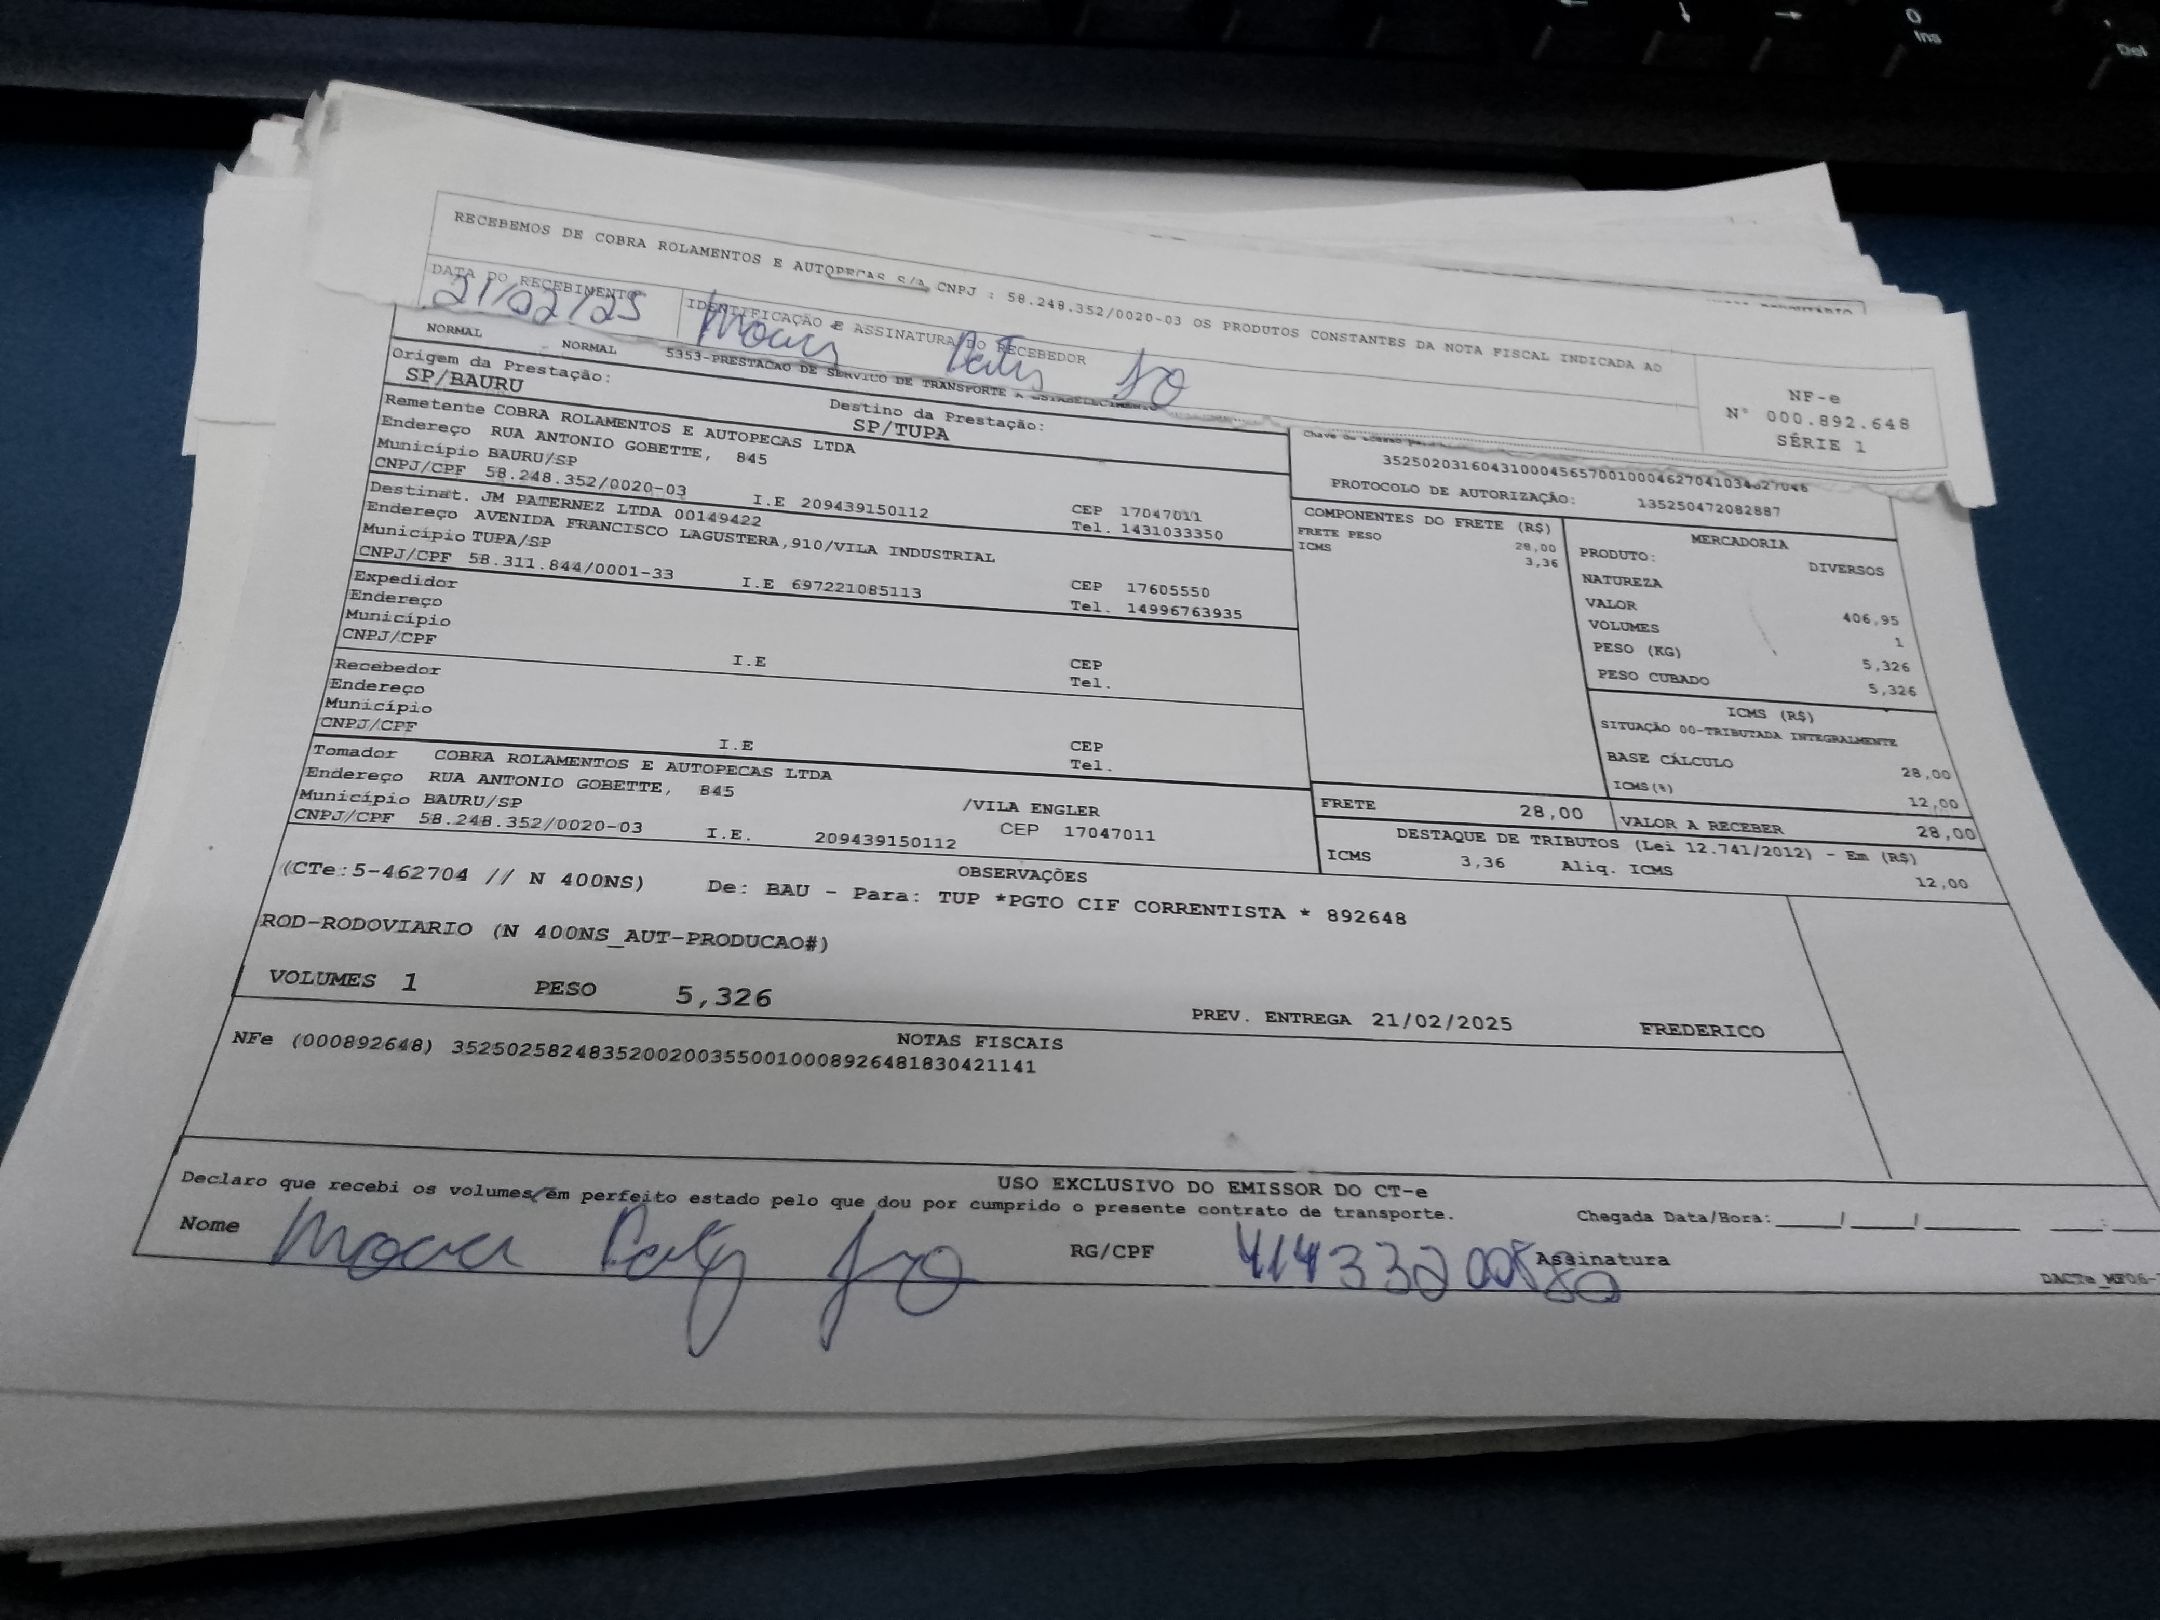 RECEBEMOS DE COBRA ROLAMENTOS E AUTOPECAS S/A CNPJ : 58.248.352/0020-03 OS PRODUTOS CONSTANTES DA NOTA FISCAL INDICADA AO
DATA DO RECEBIMENTO IDENTIFICAÇÃO E ASSINATURA DO RECEBEDOR
21/02/25
NF-e
N° 000.892.648
SÉRIE 1
NORMAL NORMAL 5353-PRESTACAO DE SERVICO DE TRANSPORTE A ESTABELECIMENTO
Origem da Prestação: Destino da Prestação:
SP/BAURU SP/TUPA
Remetente COBRA ROLAMENTOS E AUTOPECAS LTDA
Endereço RUA ANTONIO GOBETTE, 845
Município BAURU/SP CEP 17047011
CNPJ/CPF 58.248.352/0020-03 I.E 209439150112 Tel. 1431033350
Destinat. JM PATERNEZ LTDA 00149422
Endereço AVENIDA FRANCISCO LAGUSTERA,910/VILA INDUSTRIAL
Município TUPA/SP CEP 17605550
CNPJ/CPF 58.311.844/0001-33 I.E 697221085113 Tel. 14996763935
Expedidor
Endereço
Município CEP
CNPJ/CPF I.E Tel.
Recebedor
Endereço
Município CEP
CNPJ/CPF I.E Tel.
Tomador COBRA ROLAMENTOS E AUTOPECAS LTDA
Endereço RUA ANTONIO GOBETTE, 845 /VILA ENGLER
Município BAURU/SP CEP 17047011
CNPJ/CPF 58.248.352/0020-03 I.E. 209439150112
PROTOCOLO DE AUTORIZAÇÃO: 135250472082887
COMPONENTES DO FRETE (R$)
FRETE PESO 28,00
ICMS 3,36
MERCADORIA
PRODUTO: DIVERSOS
NATUREZA
VALOR 406,95
VOLUMES 1
PESO (KG) 5,326
PESO CUBADO 5,326
ICMS (R$)
SITUAÇÃO 00-TRIBUTADA INTEGRALMENTE
BASE CÁLCULO 28,00
ICMS(%) 12,00
FRETE 28,00 VALOR A RECEBER 28,00
DESTAQUE DE TRIBUTOS (Lei 12.741/2012) - Em (R$)
ICMS 3,36 Aliq. ICMS 12,00
OBSERVAÇÕES
(CTe:5-462704 // N 400NS) De: BAU - Para: TUP *PGTO CIF CORRENTISTA * 892648
ROD-RODOVIARIO (N 400NS_AUT-PRODUCAO#)
VOLUMES 1 PESO 5,326 PREV. ENTREGA 21/02/2025 FREDERICO
NOTAS FISCAIS
NFe (000892648) 35250258248352002003550010008926481830421141
USO EXCLUSIVO DO EMISSOR DO CT-e
Declaro que recebi os volumes em perfeito estado pelo que dou por cumprido o presente contrato de transporte. Chegada Data/Hora:
Nome RG/CPF Assinatura